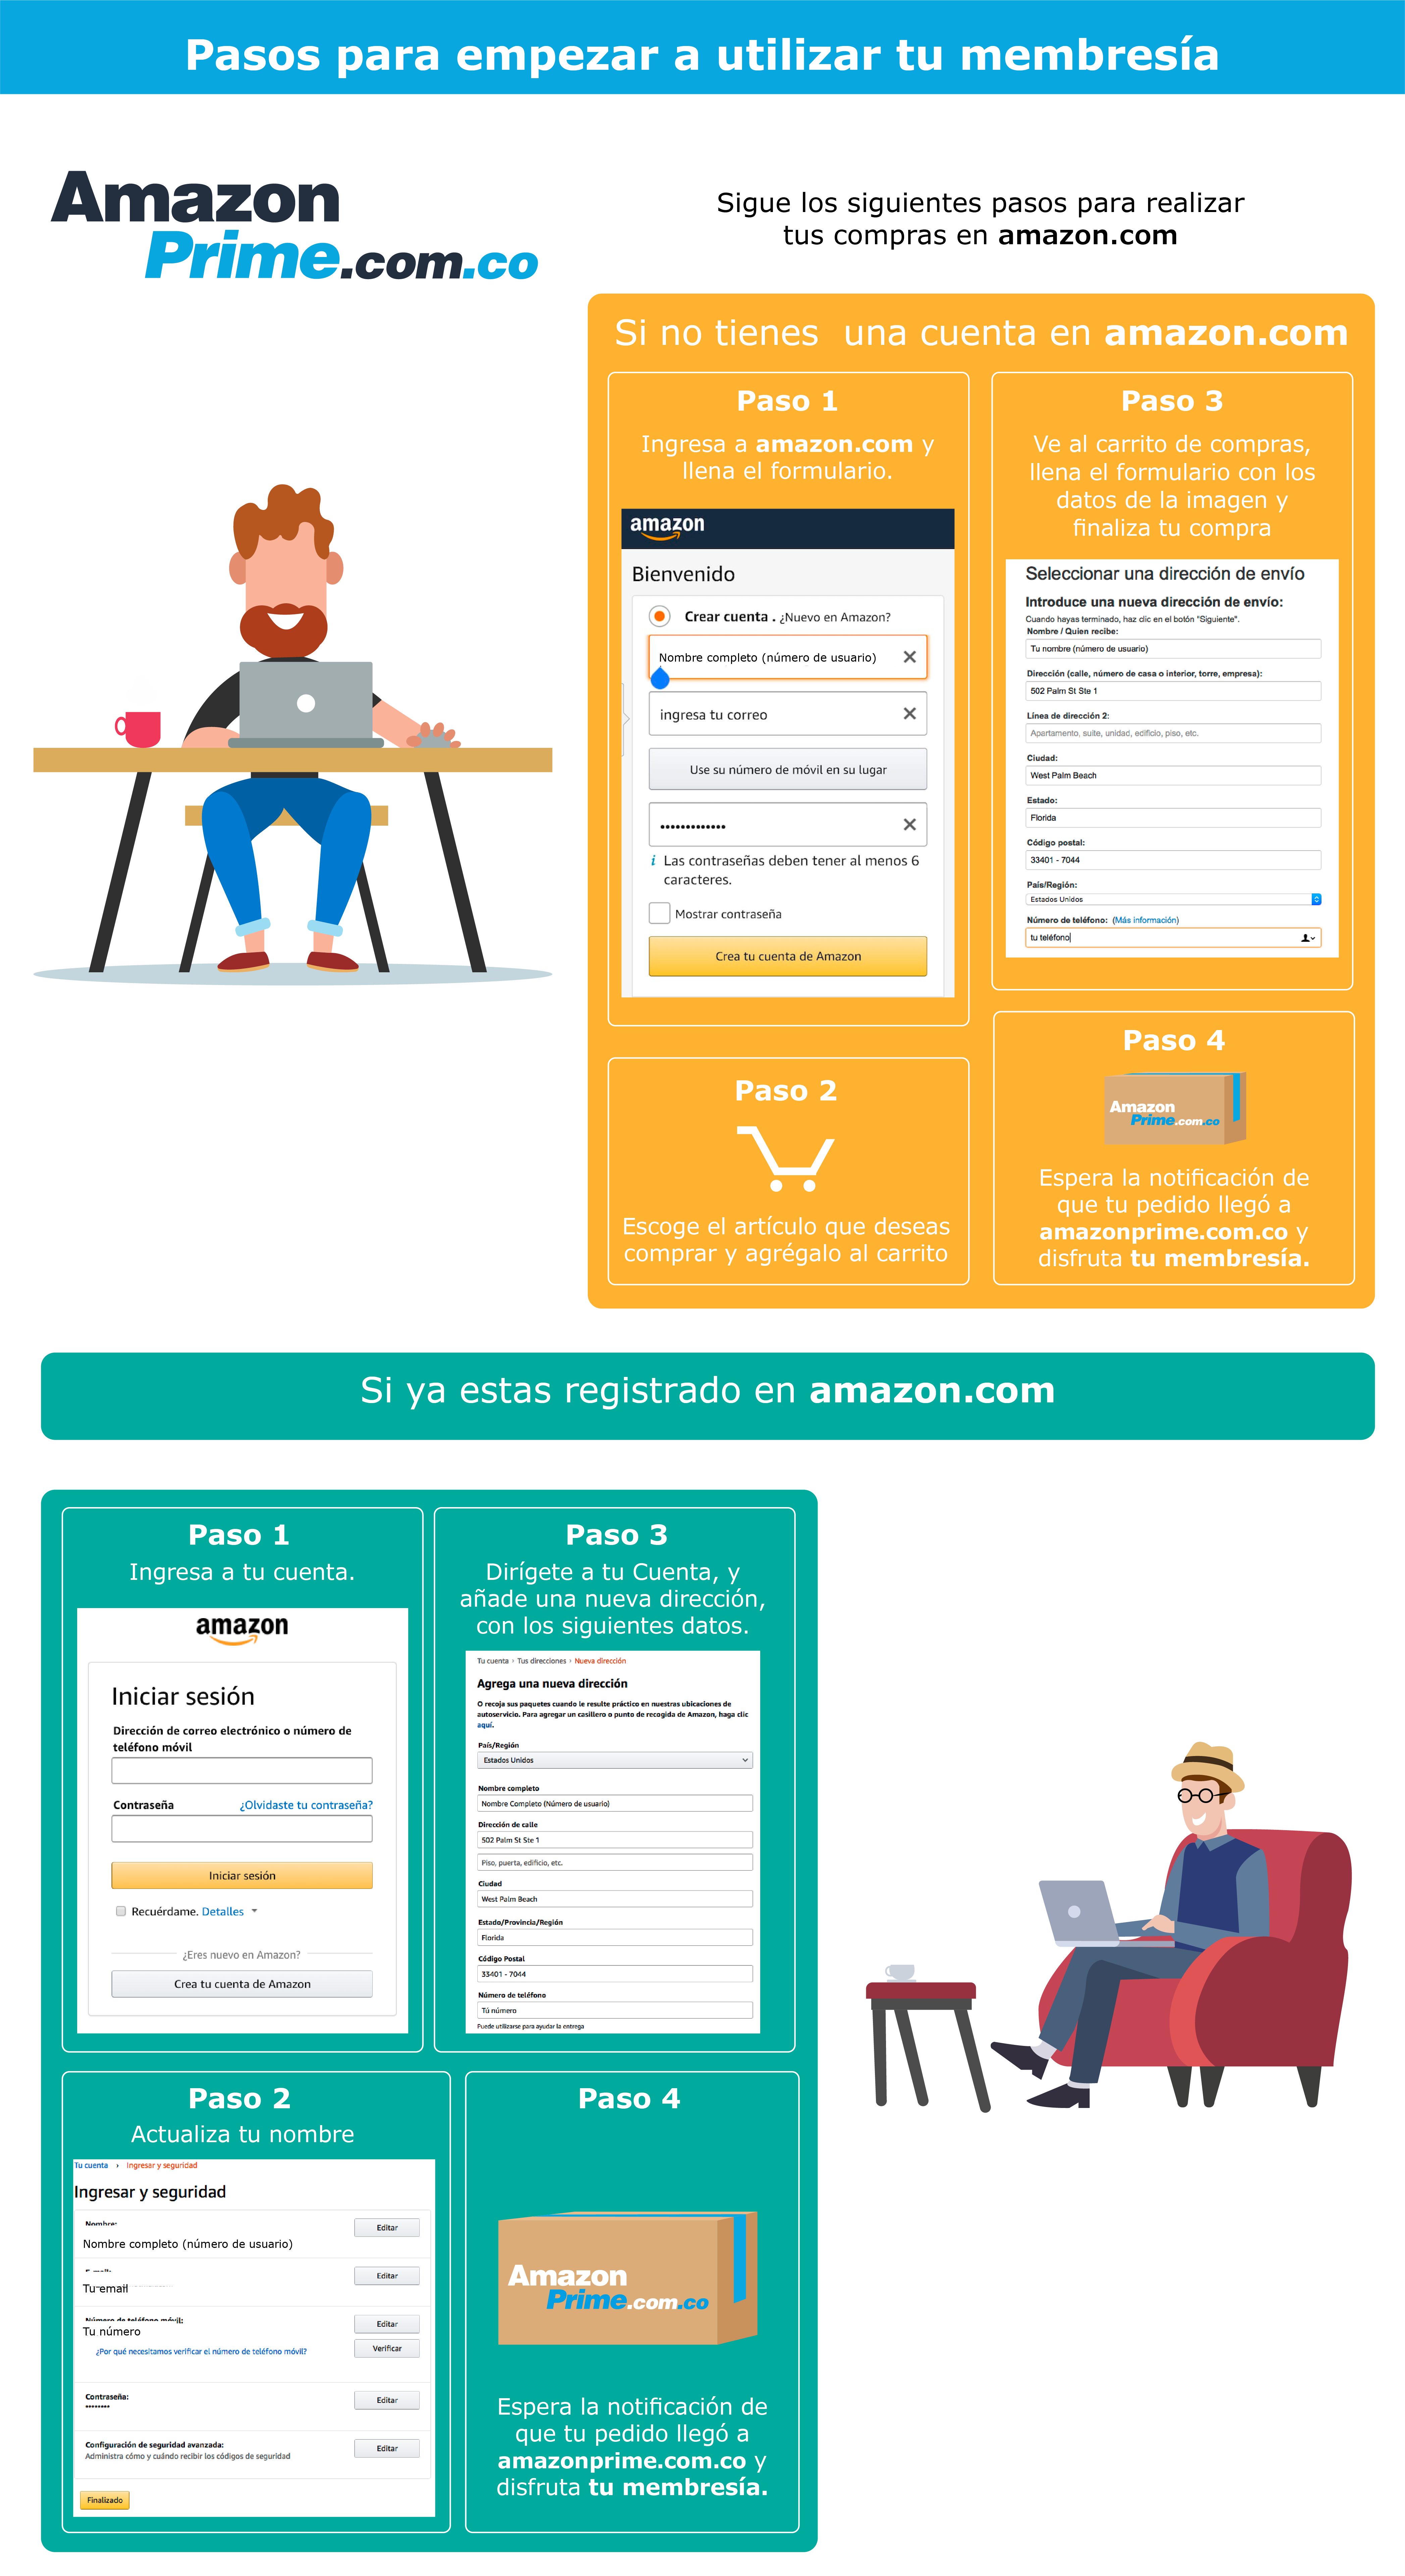 Pasos para empezar a utilizar tu membresía
Amazon
Prime.com.co
Sigue los siguientes pasos para realizar
tus compras en amazon.com
Si no tienes una cuenta en amazon.com
Paso 1
Ingresa a amazon.com y
llena el formulario.
amazon
Bienvenido
Crear cuenta . ¿Nuevo en Amazon?
Nombre completo (número de usuario)
ingresa tu correo
Use su número de móvil en su lugar
i Las contraseñas deben tener al menos 6
caracteres.
Mostrar contraseña
Crea tu cuenta de Amazon
Paso 2
Escoge el artículo que deseas
comprar y agrégalo al carrito
Paso 3
Ve al carrito de compras,
llena el formulario con los
datos de la imagen y
finaliza tu compra
Seleccionar una dirección de envío
Introduce una nueva dirección de envío:
Cuando hayas terminado, haz clic en el botón "Siguiente".
Nombre / Quien recibe:
Tu nombre (número de usuario)
Dirección (calle, número de casa o interior, torre, empresa):
502 Palm St Ste 1
Línea de dirección 2:
Apartamento, suite, unidad, edificio, piso, etc.
Ciudad:
West Palm Beach
Estado:
Florida
Código postal:
33401 - 7044
País/Región:
Estados Unidos
Número de teléfono: (Más información)
tu teléfono
Paso 4
Amazon
Prime.com.co
Espera la notificación de
que tu pedido llegó a
amazonprime.com.co y
disfruta tu membresía.
Si ya estas registrado en amazon.com
Paso 1
Ingresa a tu cuenta.
amazon
Iniciar sesión
Dirección de correo electrónico o número de
teléfono móvil
Contraseña ¿Olvidaste tu contraseña?
Iniciar sesión
Recuérdame. Detalles
¿Eres nuevo en Amazon?
Crea tu cuenta de Amazon
Paso 2
Actualiza tu nombre
Tu cuenta › Ingresar y seguridad
Ingresar y seguridad
Nombre:
Editar
Nombre completo (número de usuario)
Editar
Tu email
Número de teléfono móvil:
Editar
Tu número
¿Por qué necesitamos verificar el número de teléfono móvil?
Verificar
Contraseña:
Editar
Configuración de seguridad avanzada:
Administra cómo y cuándo recibir los códigos de seguridad
Editar
Finalizado
Paso 3
Dirígete a tu Cuenta, y
añade una nueva dirección,
con los siguientes datos.
Tu cuenta › Tus direcciones › Nueva dirección
Agrega una nueva dirección
O recoja sus paquetes cuando le resulte práctico en nuestras ubicaciones de
autoservicio. Para agregar un casillero o punto de recogida de Amazon, haga clic
aquí.
País/Región
Estados Unidos
Nombre completo
Nombre Completo (Número de usuario)
Dirección de calle
502 Palm St Ste 1
Piso, puerta, edificio, etc.
Ciudad
West Palm Beach
Estado/Provincia/Región
Florida
Código Postal
33401 - 7044
Número de teléfono
Tú número
Puede utilizarse para ayudar la entrega
Paso 4
Amazon
Prime.com.co
Espera la notificación de
que tu pedido llegó a
amazonprime.com.co y
disfruta tu membresía.